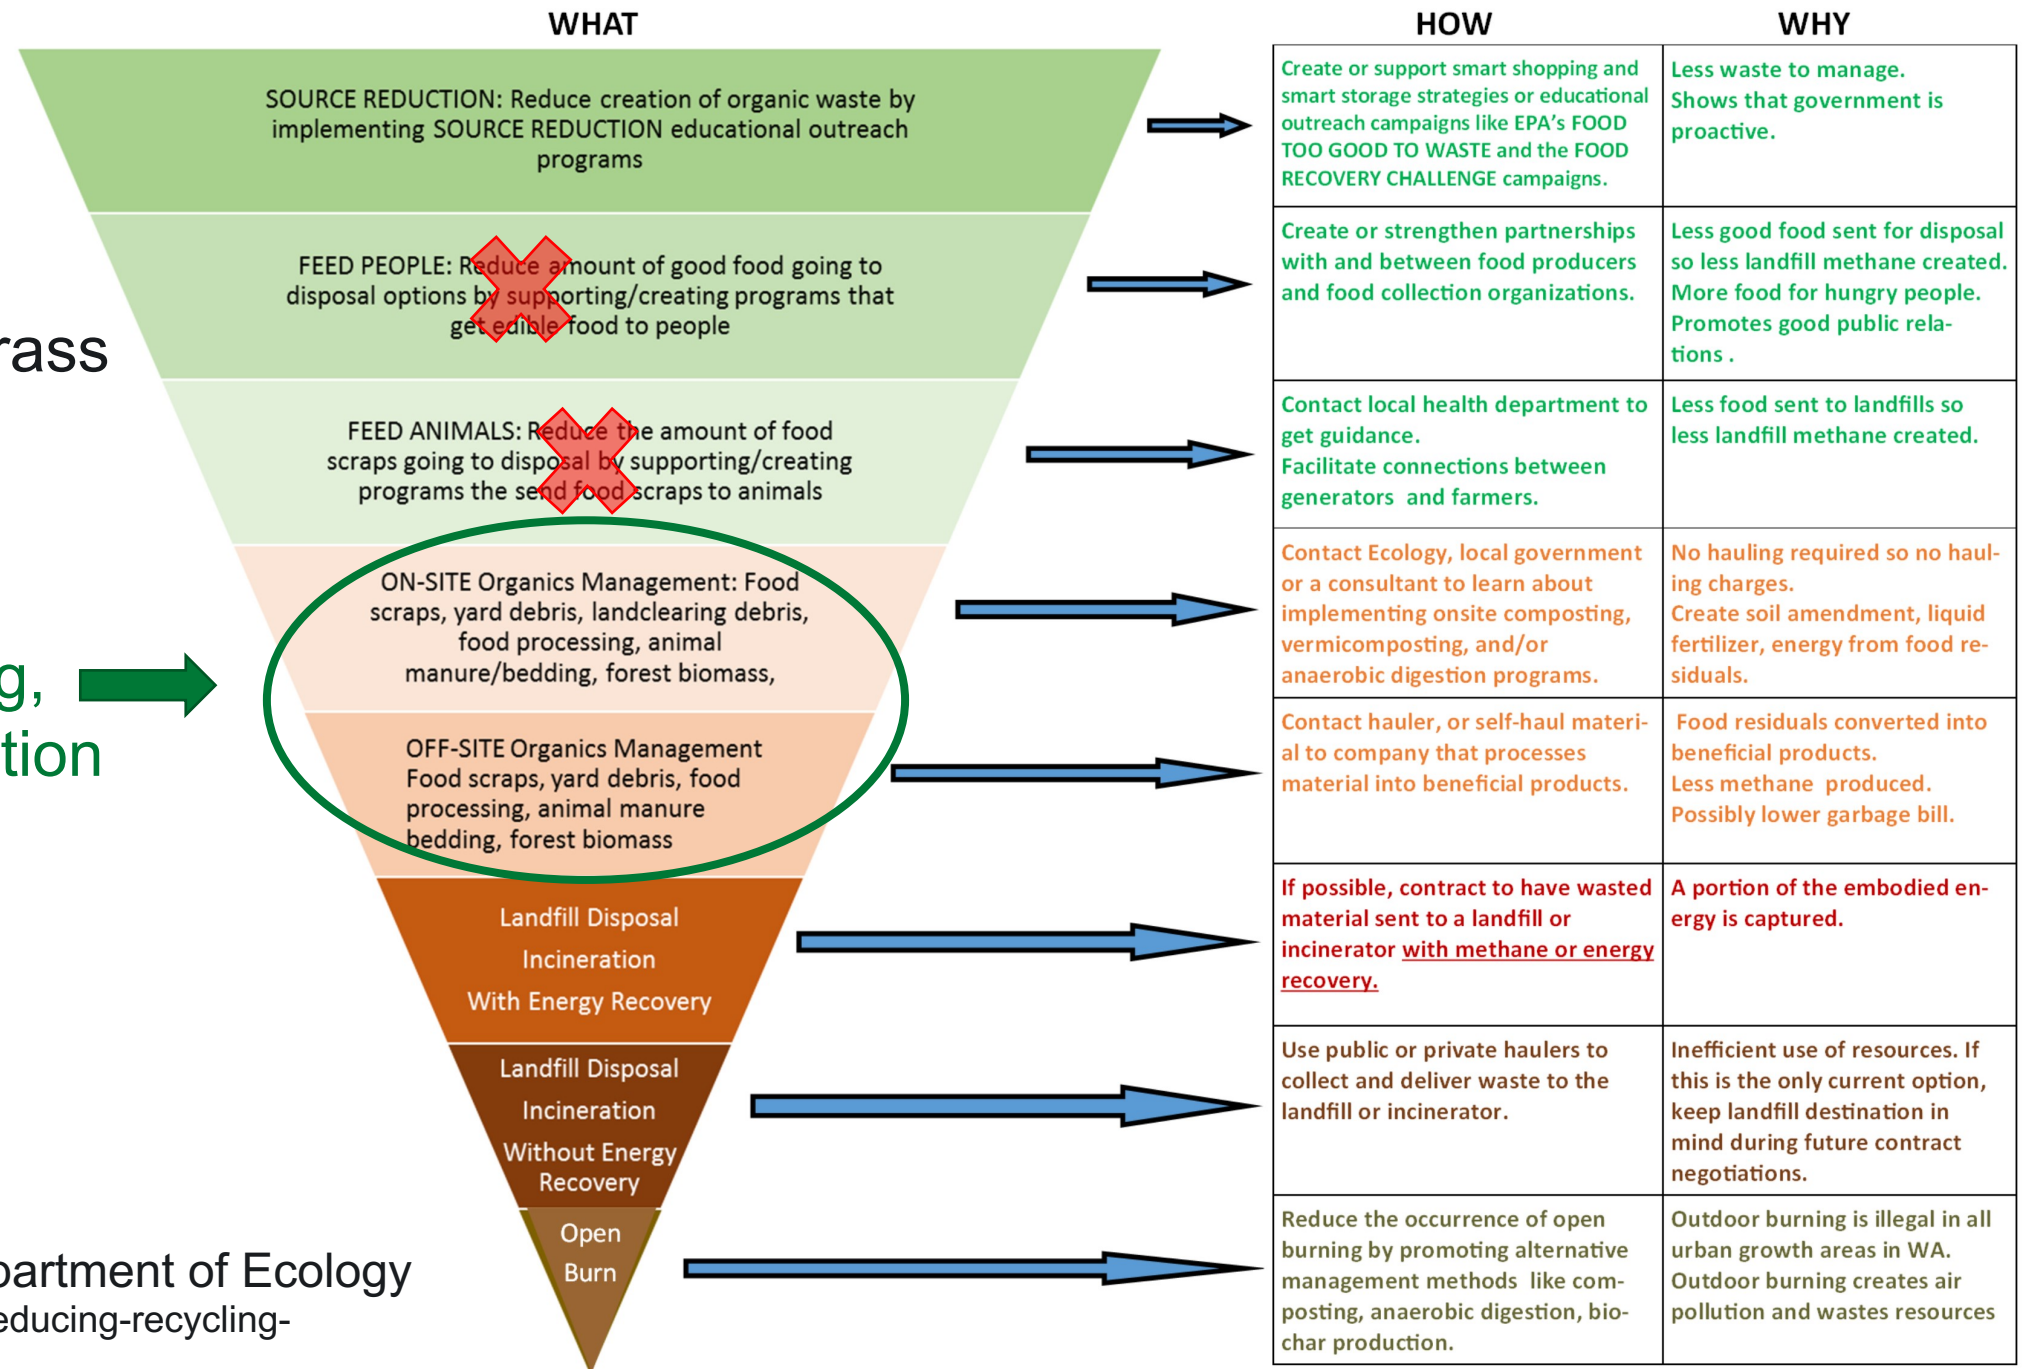 WHAT
HOW
WHY
SOURCE REDUCTION: Reduce creation of organic waste by
implementing SOURCE REDUCTION educational outreach
programs
Create or support smart shopping and
smart storage strategies or educational
outreach campaigns like EPA's FOOD
TOO GOOD TO WASTE and the FOOD
RECOVERY CHALLENGE campaigns.
Less waste to manage.
Shows that government is
proactive.
FEED PEOPLE: Reduce amount of good food going to
disposal options by supporting/creating programs that
get edible food to people
Create or strengthen partnerships
with and between food producers
and food collection organizations.
Less good food sent for disposal
so less landfill methane created.
More food for hungry people.
Promotes good public rela-
tions .
rass
FEED ANIMALS: Reduce the amount of food
scraps going to disposal by supporting/creating
programs the send food scraps to animals
Contact local health department to
get guidance.
Facilitate connections between
generators and farmers.
Less food sent to landfills so
less landfill methane created.
ON-SITE Organics Management: Food
scraps, yard debris, landclearing debris,
food processing, animal
manure/bedding, forest biomass,
Contact Ecology, local government
or a consultant to learn about
implementing onsite composting,
vermicomposting, and/or
anaerobic digestion programs.
No hauling required so no haul-
ing charges.
Create soil amendment, liquid
fertilizer, energy from food re-
siduals.
g,
tion
OFF-SITE Organics Management
Food scraps, yard debris, food
processing, animal manure
bedding, forest biomass
Contact hauler, or self-haul materi-
al to company that processes
material into beneficial products.
Food residuals converted into
beneficial products.
Less methane produced.
Possibly lower garbage bill.
Landfill Disposal
Incineration
With Energy Recovery
If possible, contract to have wasted
material sent to a landfill or
incinerator with methane or energy
recovery.
A portion of the embodied en-
ergy is captured.
Landfill Disposal
Incineration
Without Energy
Recovery
Use public or private haulers to
collect and deliver waste to the
landfill or incinerator.
Inefficient use of resources. If
this is the only current option,
keep landfill destination in
mind during future contract
negotiations.
Open
Burn
Reduce the occurrence of open
burning by promoting alternative
management methods like com-
posting, anaerobic digestion, bio-
char production.
Outdoor burning is illegal in all
urban growth areas in WA.
Outdoor burning creates air
pollution and wastes resources
partment of Ecology
educing-recycling-